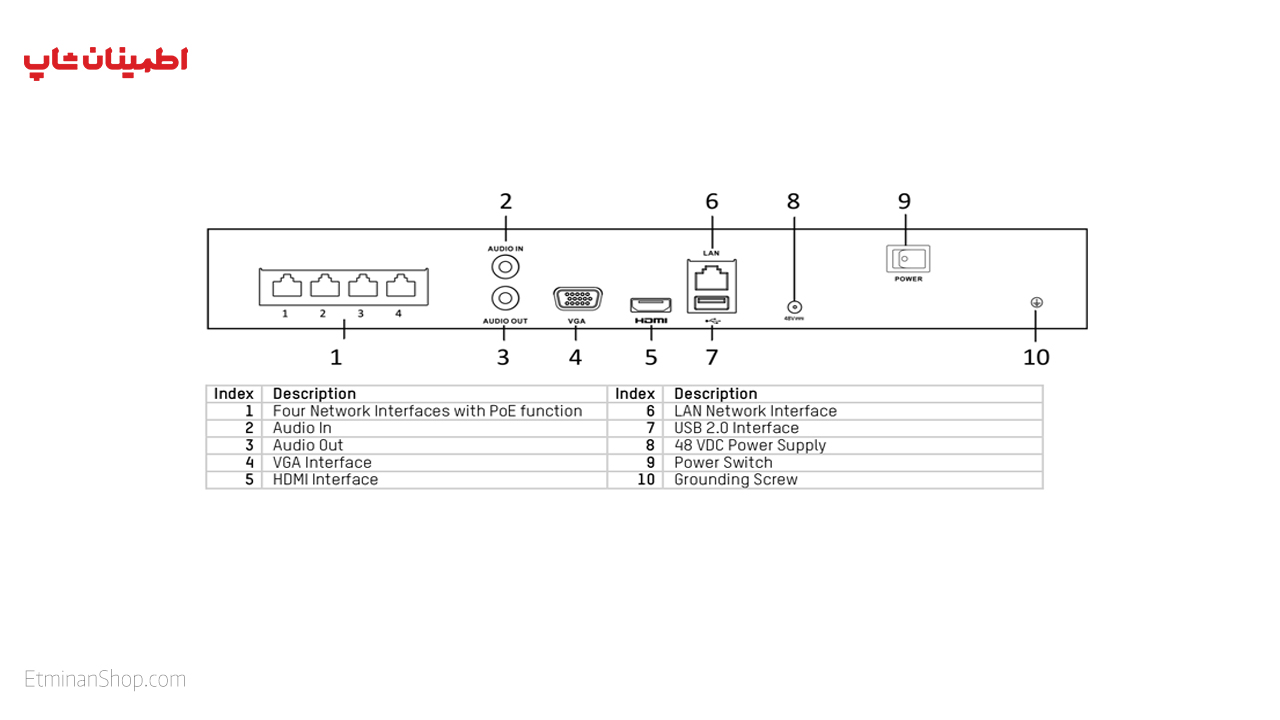 اطمینان شاپ
2
6
8
9
AUDIO IN
LAN
POWER
1 2 3 4
AUDIO OUT
VGA
HDMI
48V
1
3
4
5
7
10
Index Description Index Description
1 Four Network Interfaces with PoE function 6 LAN Network Interface
2 Audio In 7 USB 2.0 Interface
3 Audio Out 8 48 VDC Power Supply
4 VGA Interface 9 Power Switch
5 HDMI Interface 10 Grounding Screw
EtminanShop.com